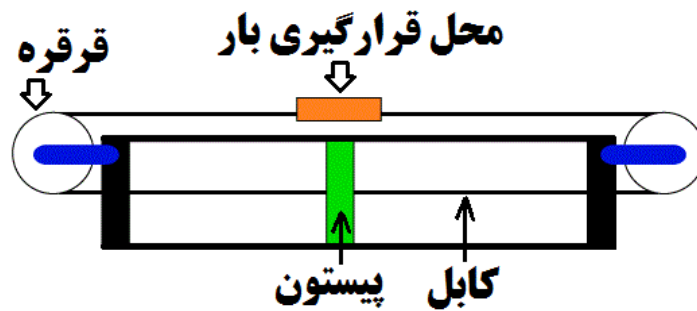 محل قرارگیری بار
قرقره
پیستون
کابل